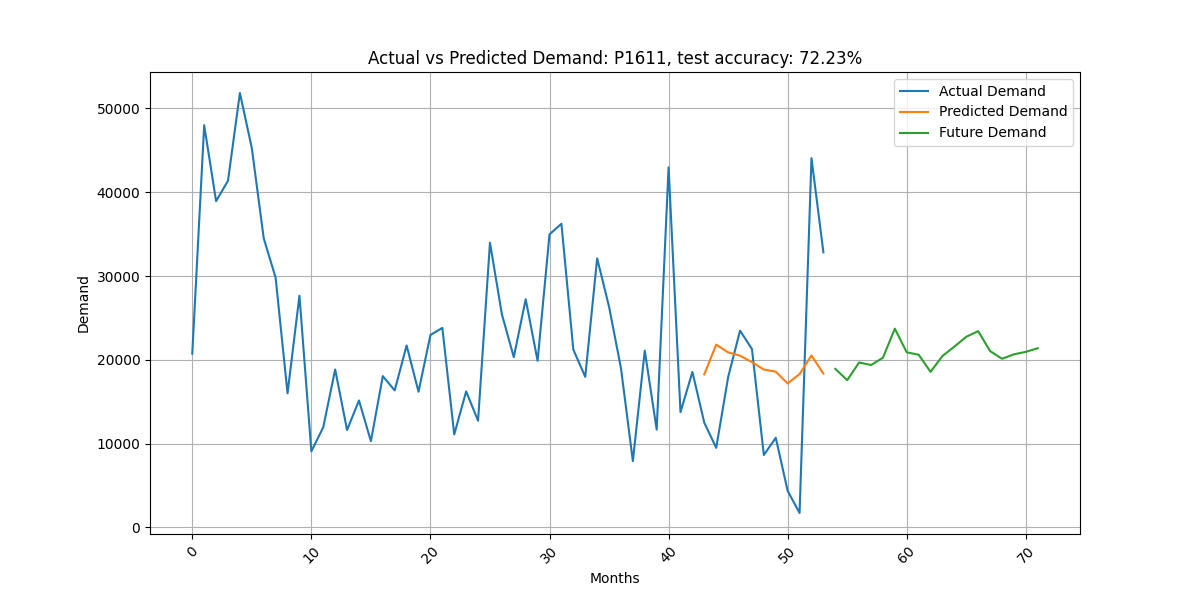 Actual vs Predicted Demand: P1611, test accuracy: 72.23%
Actual Demand
Predicted Demand
Future Demand
50000
40000
30000
20000
10000
0
Demand
0 10 20 30 40 50 60 70
Months